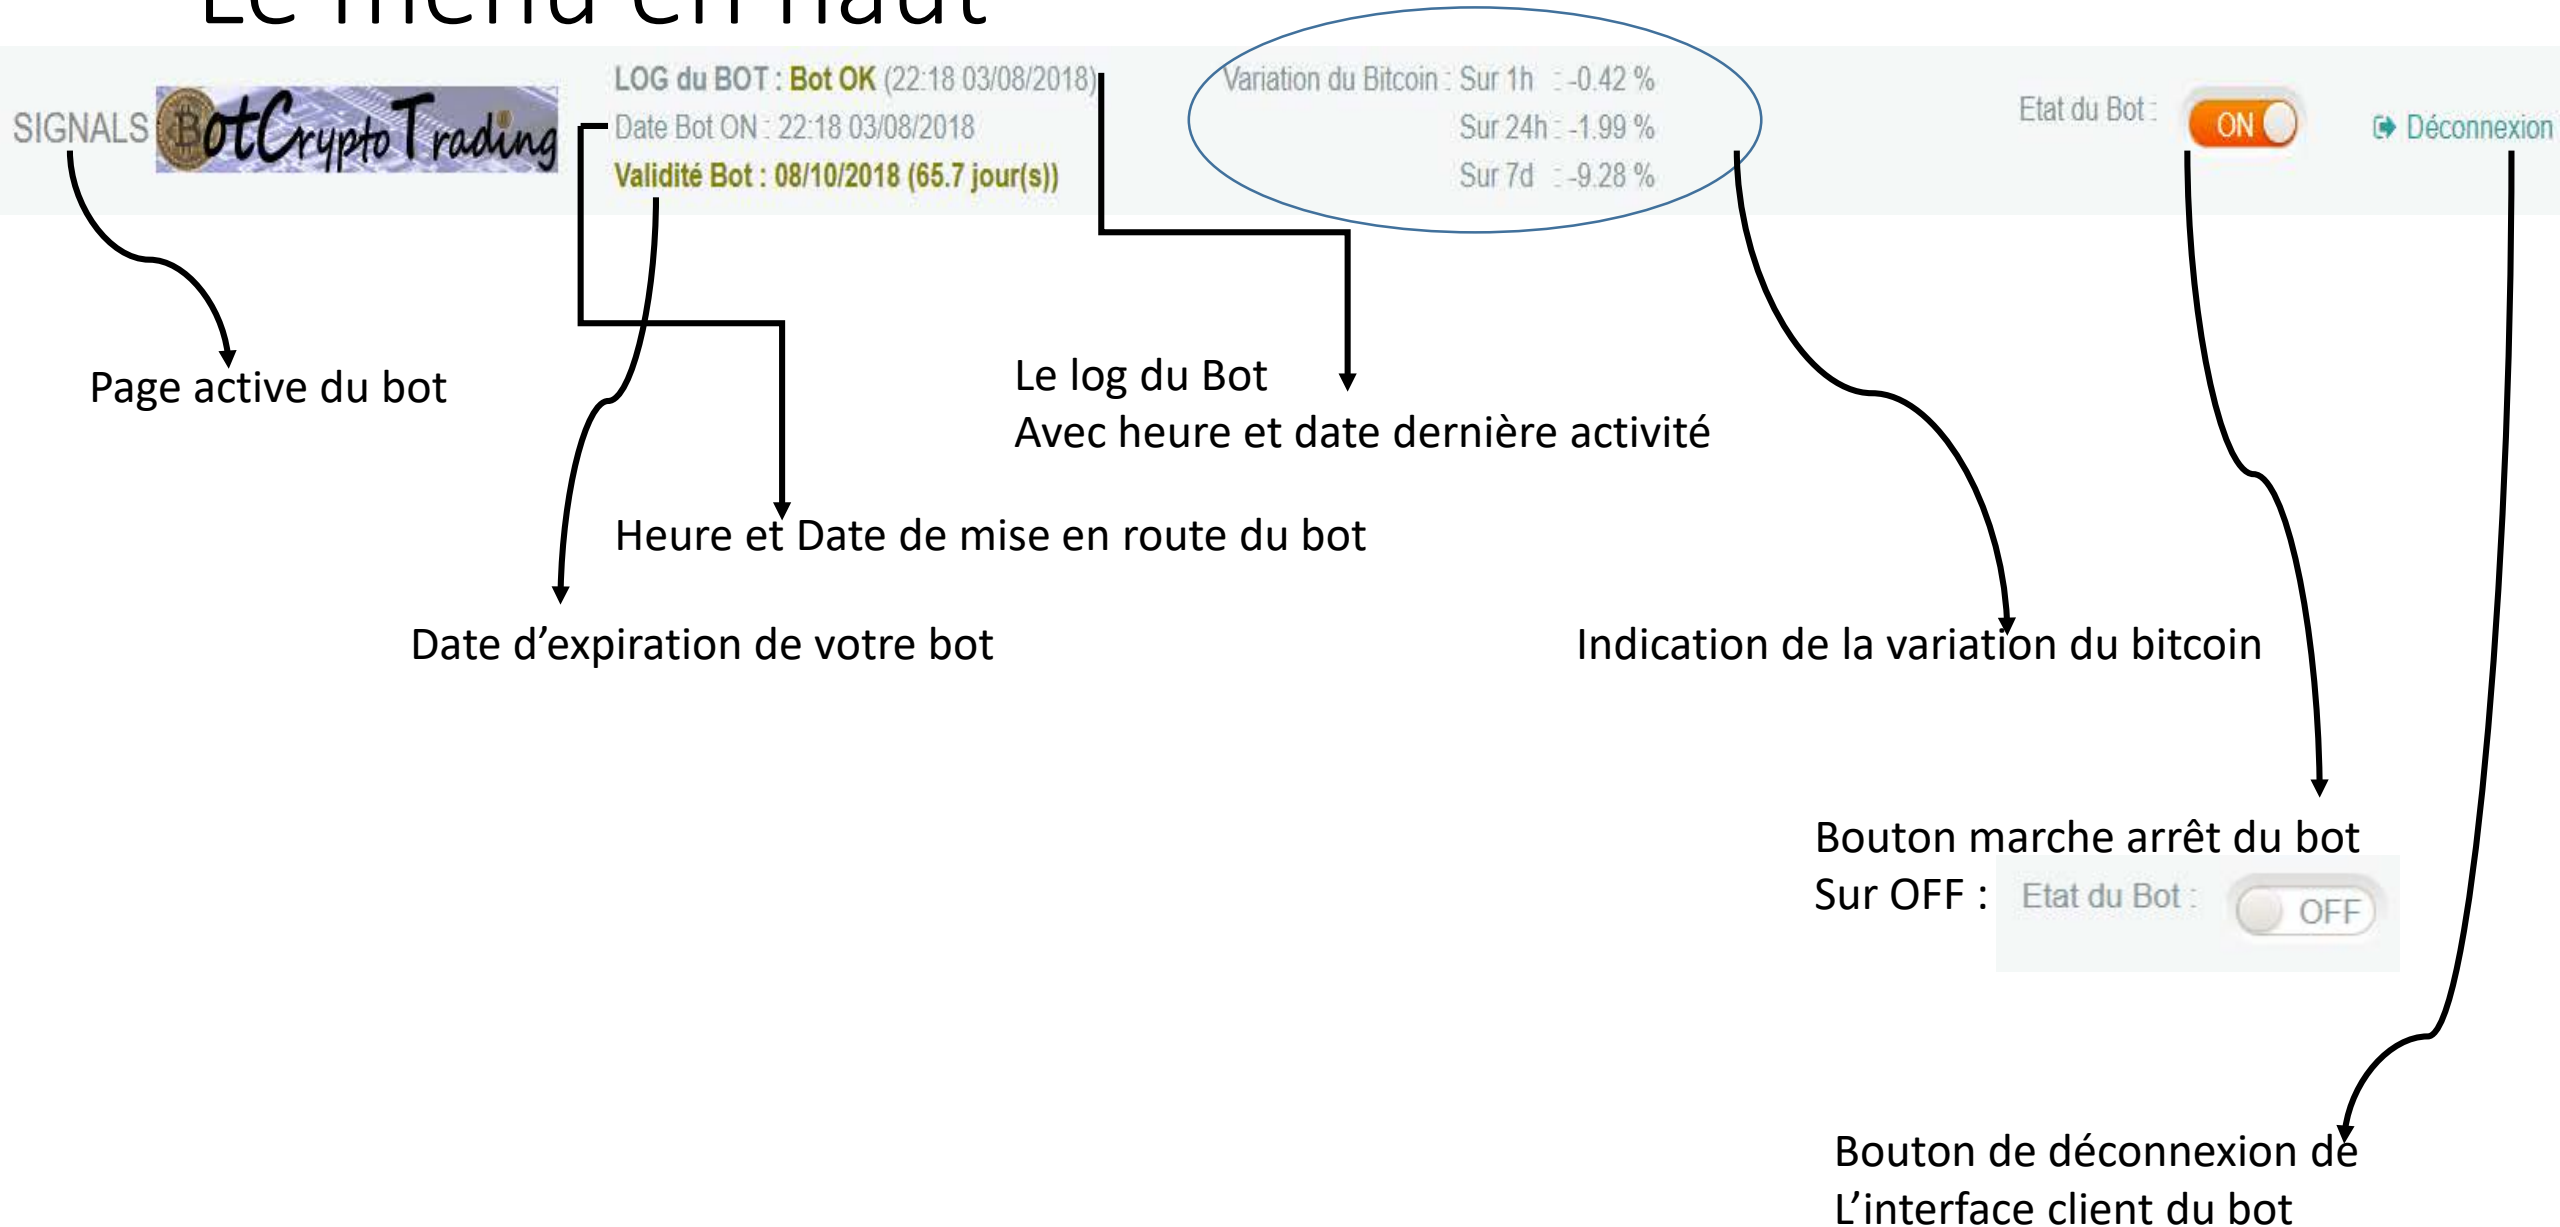 Le menu en haut
SIGNALS BotCryptoTrading
LOG du BOT : Bot OK (22:18 03/08/2018)
Date Bot ON : 22:18 03/08/2018
Validité Bot : 08/10/2018 (65.7 jour(s))
Variation du Bitcoin : Sur 1h : -0.42 %
Sur 24h : -1.99 %
Sur 7d : -9.28 %
Etat du Bot : ON
Déconnexion
Page active du bot
Le log du Bot
Avec heure et date dernière activité
Heure et Date de mise en route du bot
Date d’expiration de votre bot
Indication de la variation du bitcoin
Bouton marche arrêt du bot
Sur OFF : Etat du Bot : OFF
Bouton de déconnexion de
L’interface client du bot